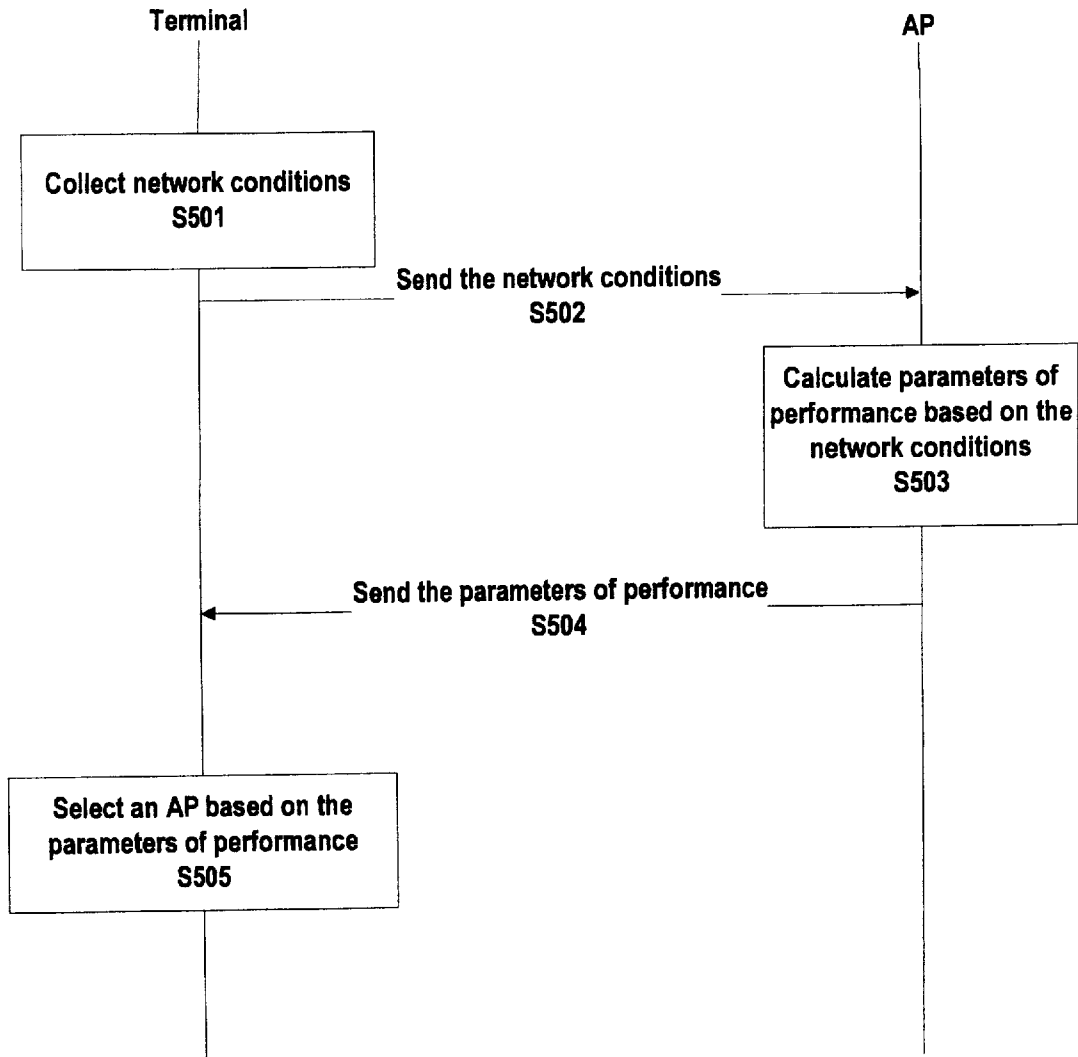 Terminal
AP
Collect network conditions
S501
Send the network conditions
S502
Calculate parameters of
performance based on the
network conditions
S503
Send the parameters of performance
S504
Select an AP based on the
parameters of performance
S505